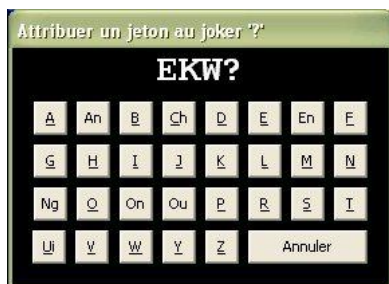 Attribuer un jeton au joker '?'
EKW?
A An B Ch D E En F
G H I J K L M N
Ng O On Ou P R S T
Ui V W Y Z Annuler